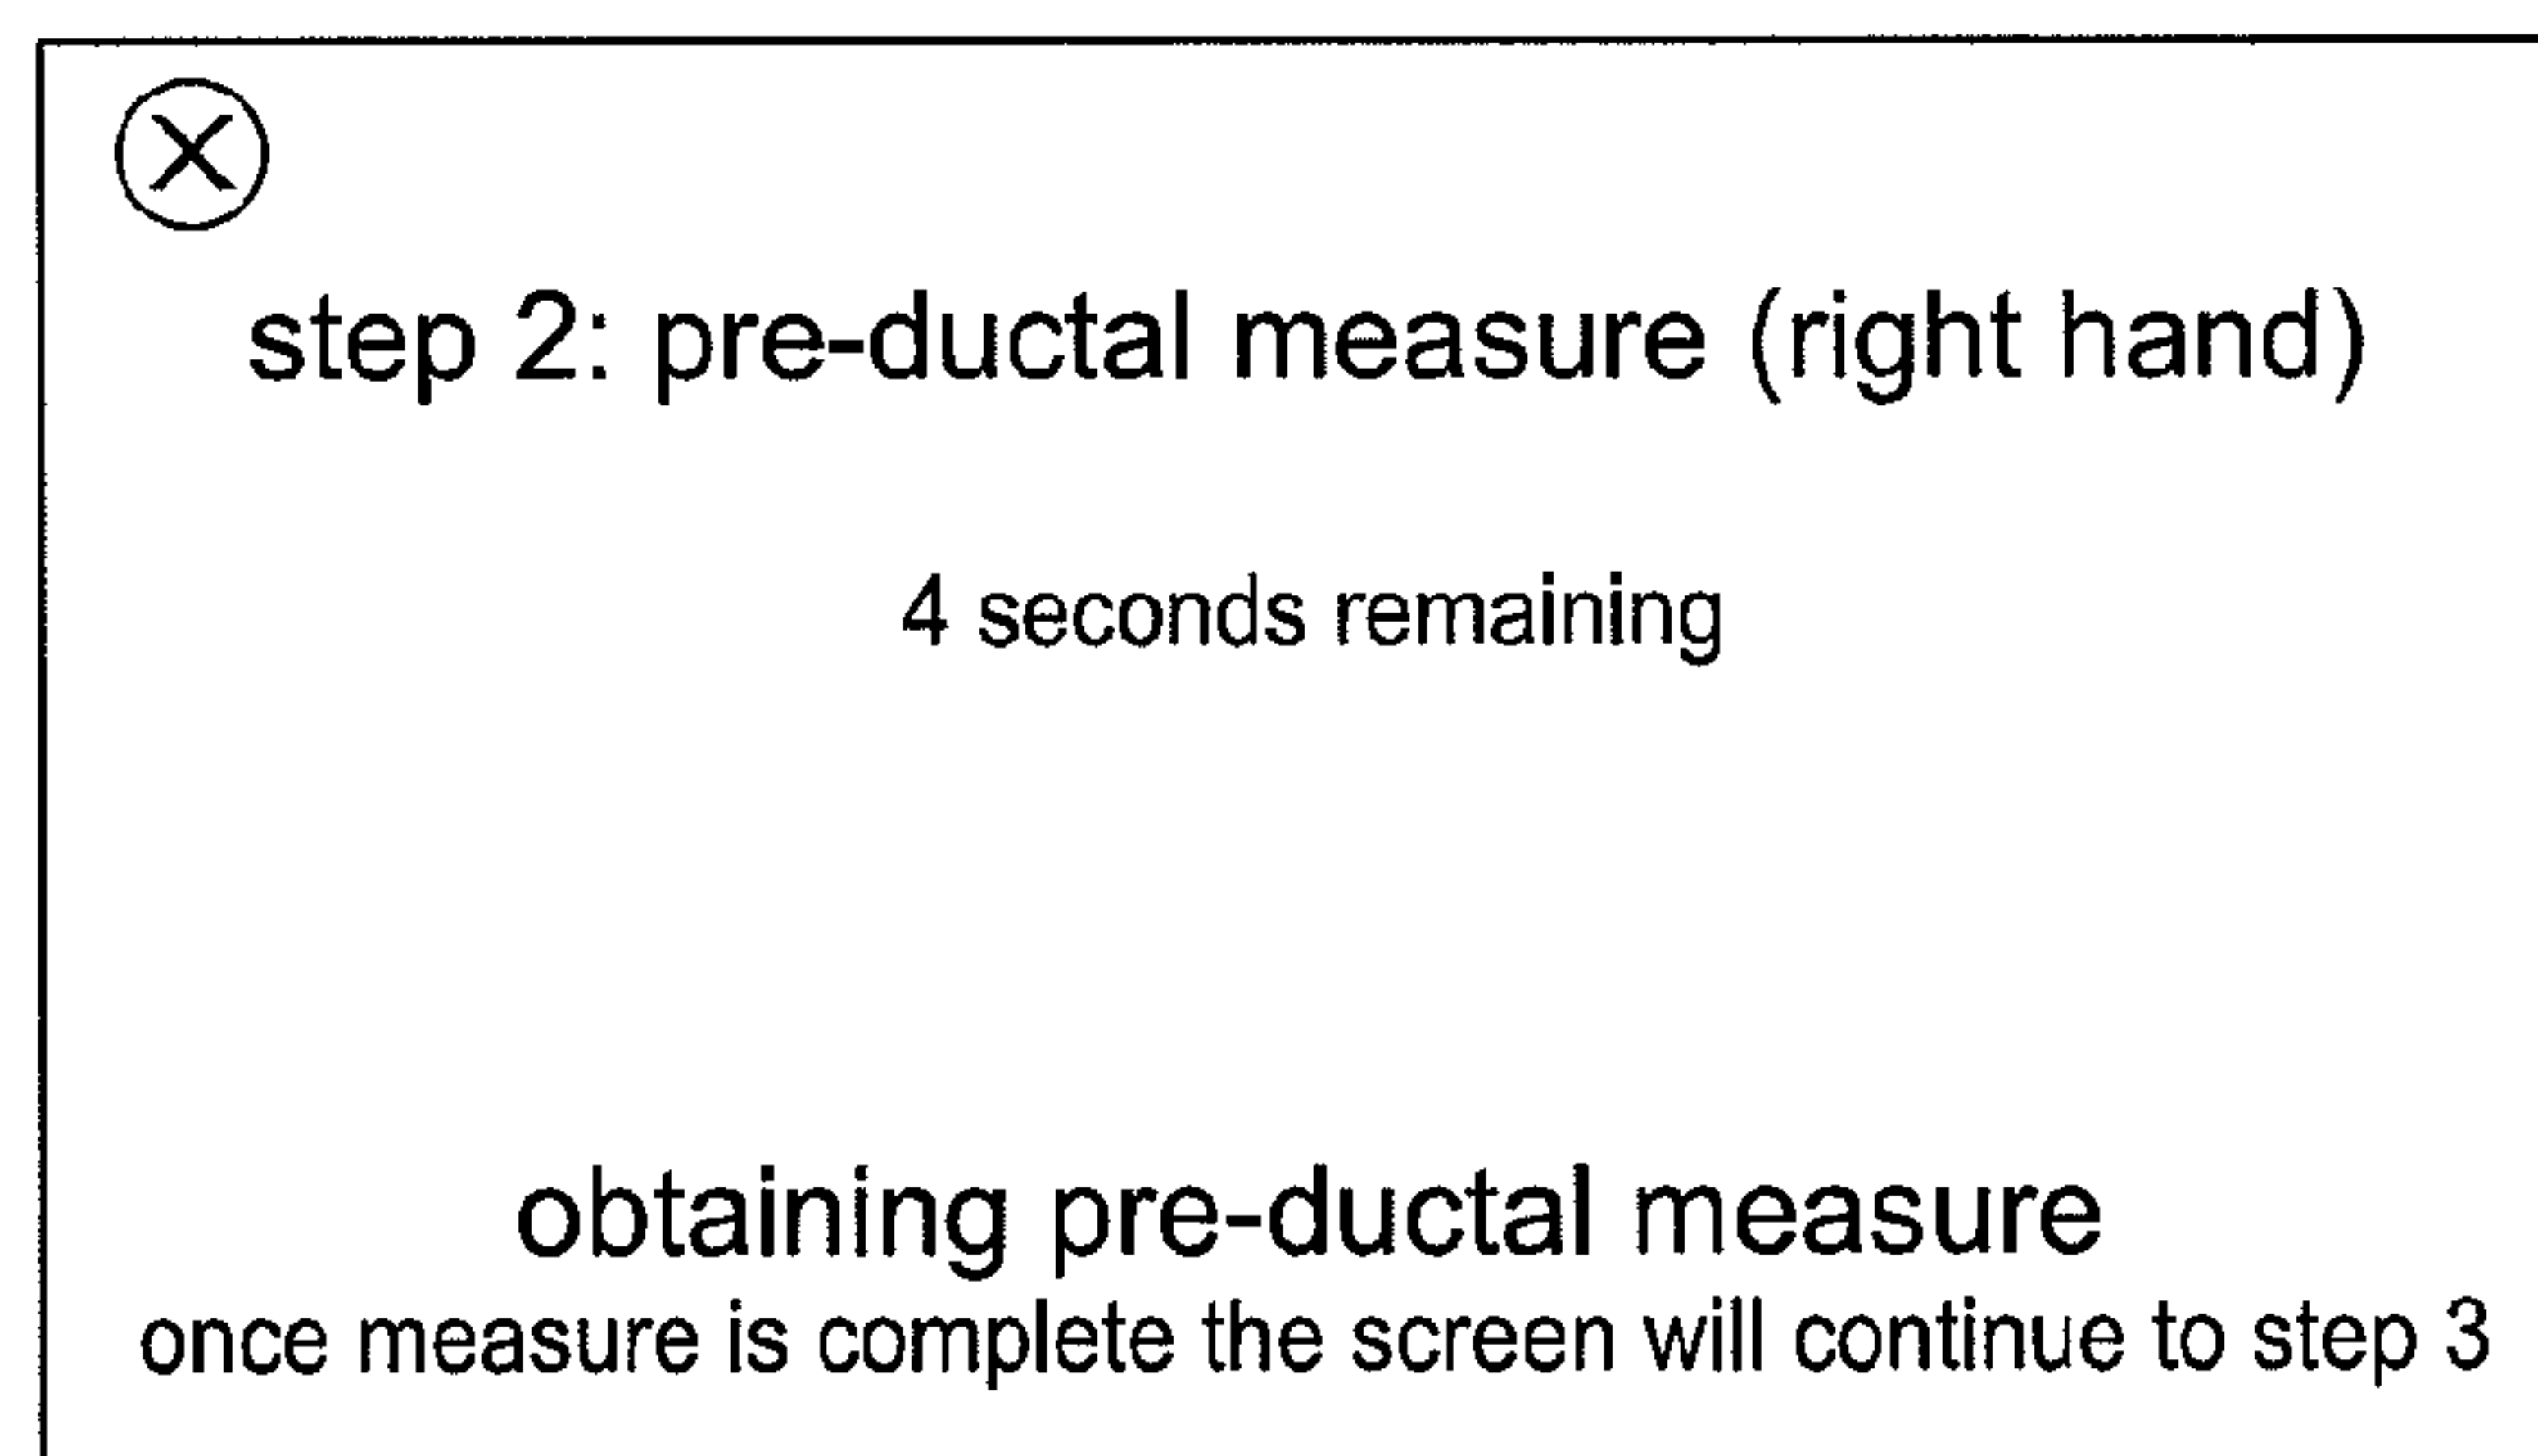 step 2: pre-ductal measure (right hand)
4 seconds remaining
obtaining pre-ductal measure
once measure is complete the screen will continue to step 3